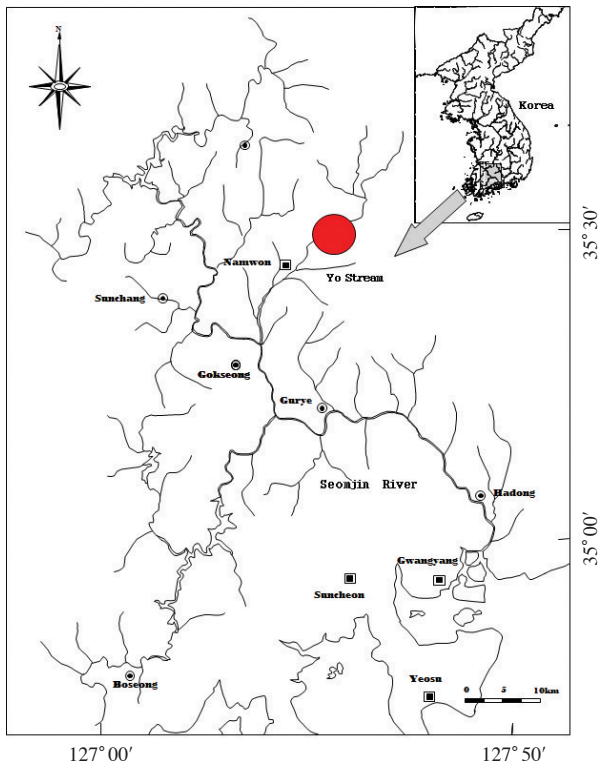 N
Korea
35°30'
Namwon
Yo Stream
Sunchang
Gokseong
Gurye
Seomjin River
Hadong
35°00'
Gwangyang
Suncheon
Boseong
Yeosu
0 5 10km
127°00'
127°50'